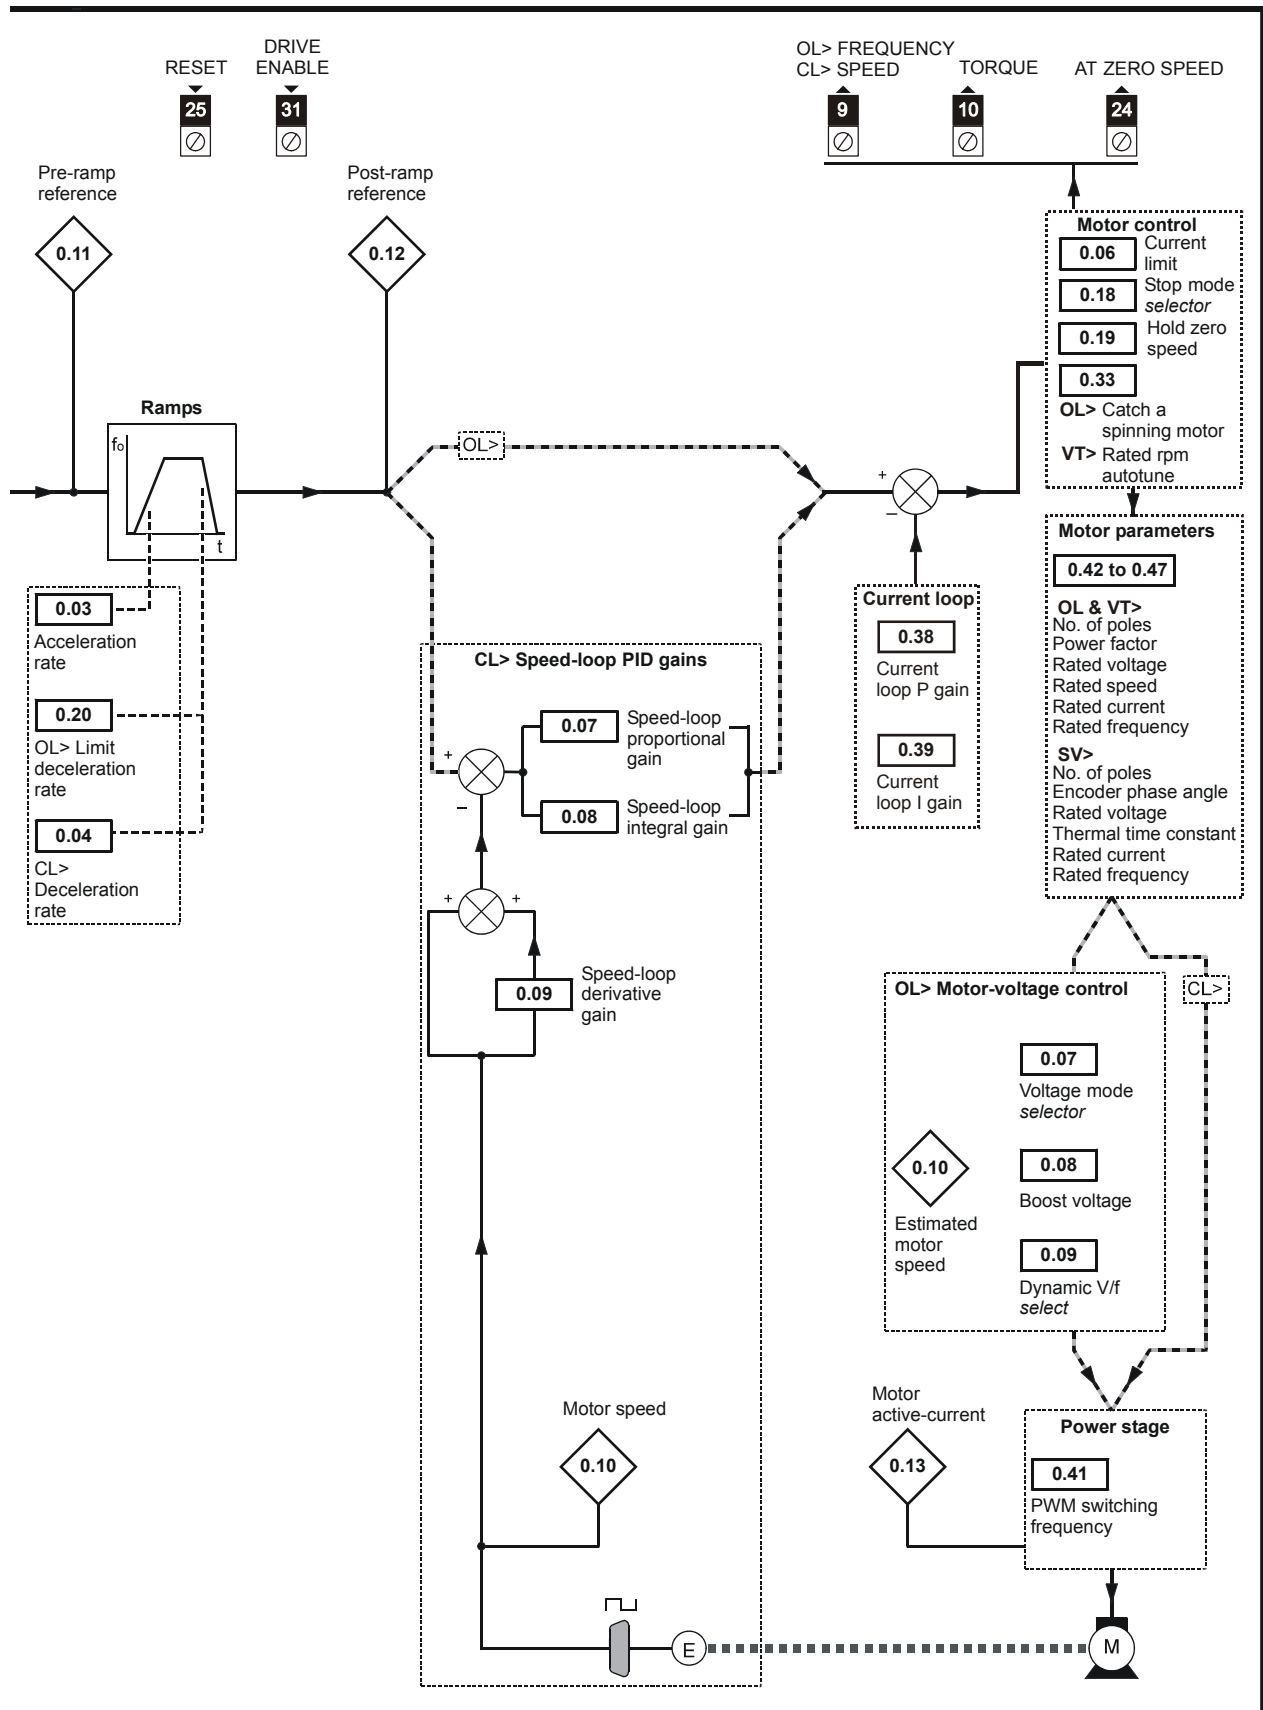 RESET
DRIVE
ENABLE
OL> FREQUENCY
CL> SPEED
TORQUE
AT ZERO SPEED
25
31
9
10
24
Pre-ramp
reference
0.11
Post-ramp
reference
0.12
Motor control
0.06
Current
limit
0.18
Stop mode
selector
0.19
Hold zero
speed
0.33
OL> Catch a
spinning motor
VT> Rated rpm
autotune
Ramps
fo
t
OL>
+
–
0.03
Acceleration
rate
0.20
OL> Limit
deceleration
rate
0.04
CL>
Deceleration
rate
CL> Speed-loop PID gains
0.07
Speed-loop
proportional
gain
+
–
0.08
Speed-loop
integral gain
+
+
0.09
Speed-loop
derivative
gain
Current loop
0.38
Current
loop P gain
0.39
Current
loop I gain
Motor parameters
0.42 to 0.47
OL & VT>
No. of poles
Power factor
Rated voltage
Rated speed
Rated current
Rated frequency
SV>
No. of poles
Encoder phase angle
Rated voltage
Thermal time constant
Rated current
Rated frequency
OL> Motor-voltage control
CL>
0.07
Voltage mode
selector
0.10
Estimated
motor
speed
0.08
Boost voltage
0.09
Dynamic V/f
select
Motor speed
0.10
Motor
active-current
0.13
Power stage
0.41
PWM switching
frequency
E
M